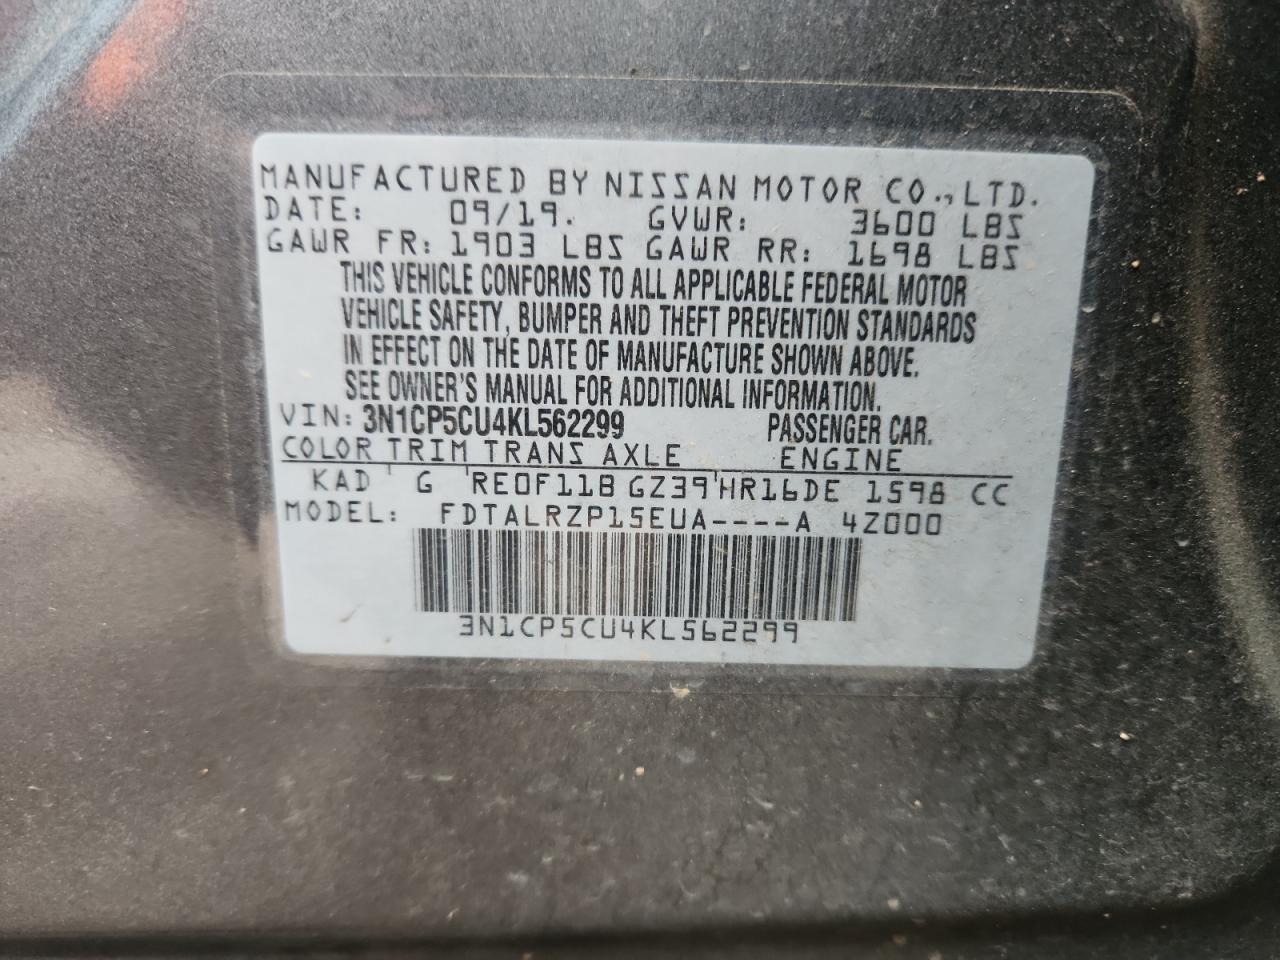 MANUFACTURED BY NISSAN MOTOR CO.,LTD.
DATE: 09/19. GVWR: 3600 LBS
GAWR FR: 1903 LBS GAWR RR: 1698 LBS
THIS VEHICLE CONFORMS TO ALL APPLICABLE FEDERAL MOTOR
VEHICLE SAFETY, BUMPER AND THEFT PREVENTION STANDARDS
IN EFFECT ON THE DATE OF MANUFACTURE SHOWN ABOVE.
SEE OWNER'S MANUAL FOR ADDITIONAL INFORMATION.
VIN: 3N1CP5CU4KL562299 PASSENGER CAR.
COLOR TRIM TRANS AXLE ENGINE
KAD G RE0F11B GZ39 HR16DE 1598 CC
MODEL: FDTALRZP15EUA----A 4Z000
3N1CP5CU4KL562299